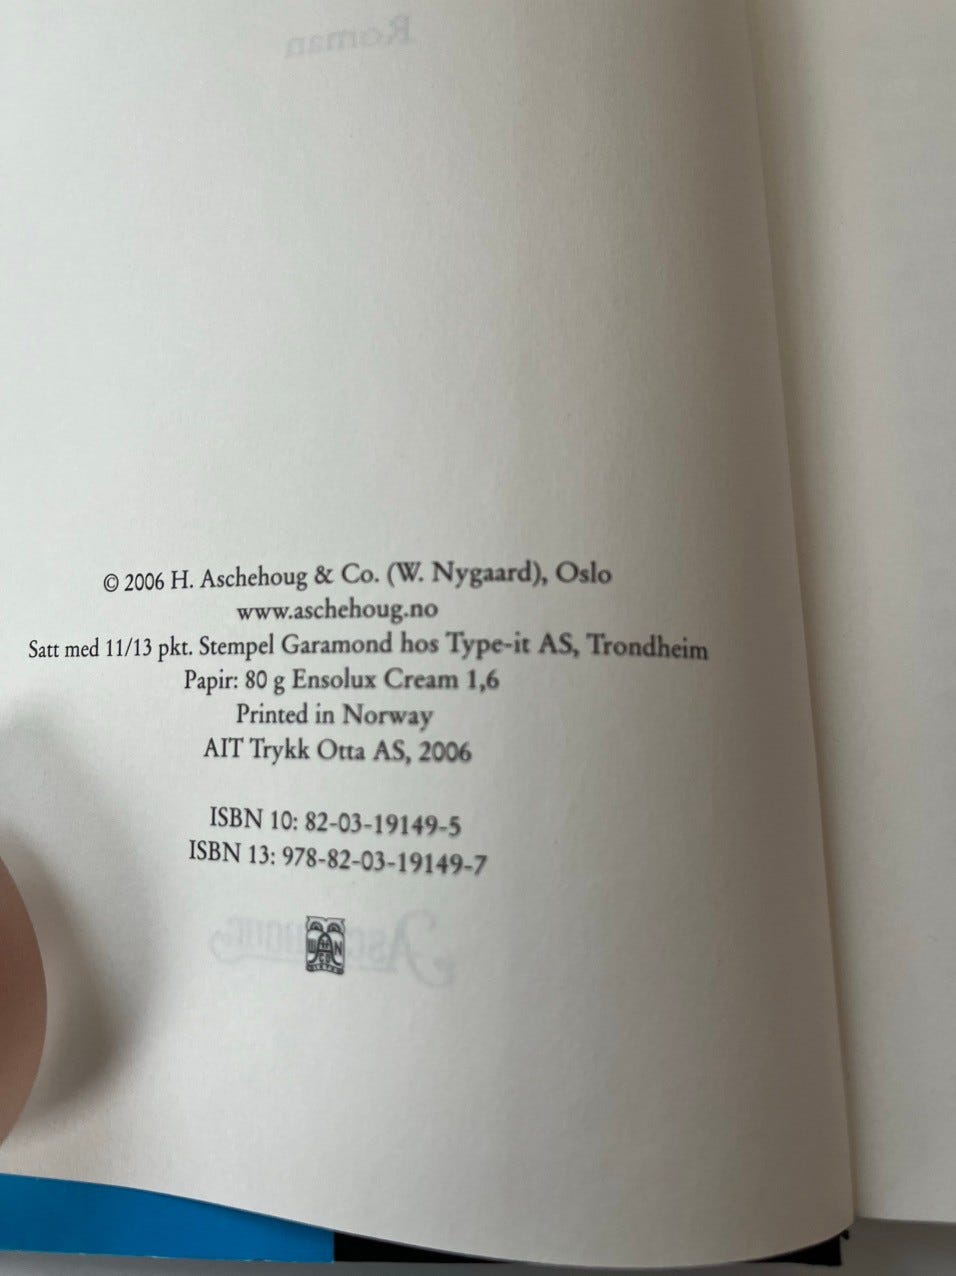 Roman
© 2006 H. Aschehoug & Co. (W. Nygaard), Oslo
www.aschehoug.no
Satt med 11/13 pkt. Stempel Garamond hos Type-it AS, Trondheim
Papir: 80 g Ensolux Cream 1,6
Printed in Norway
AIT Trykk Otta AS, 2006
ISBN 10: 82-03-19149-5
ISBN 13: 978-82-03-19149-7